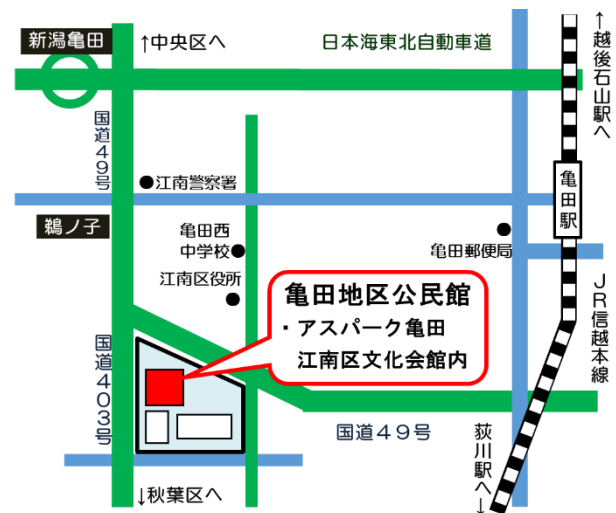 新潟亀田
↑中央区へ
日本海東北自動車道
↑越後石山駅へ
国道49号
江南警察署
亀田駅
鵜ノ子
亀田西
中学校
亀田郵便局
江南区役所
亀田地区公民館
・アスパーク亀田
江南区文化会館内
JR信越本線
国道403号
国道49号
荻川駅へ↓
↓秋葉区へ